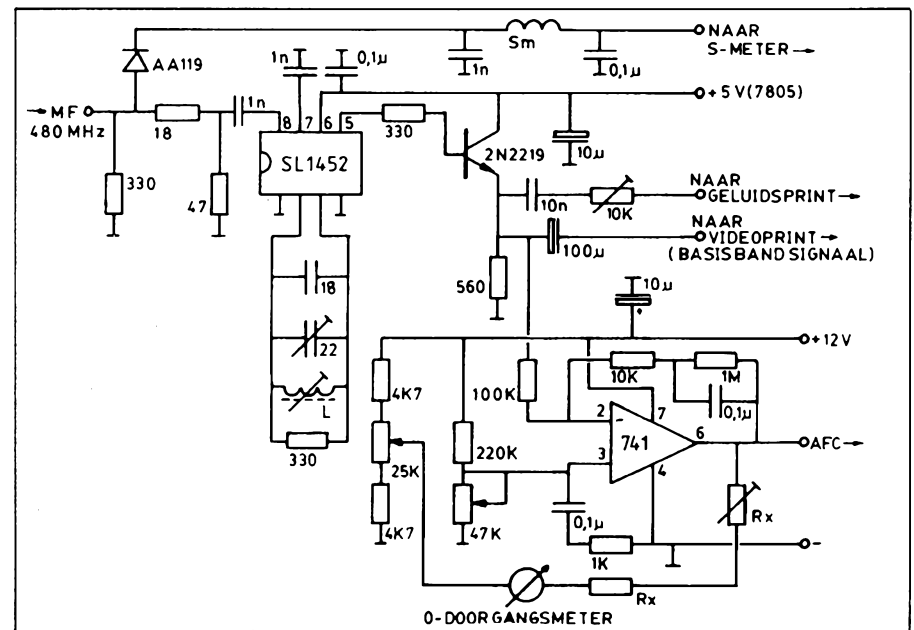 NAAR
S-METER →
Sm
1n
0,1μ
AA119
1n
0,1μ
+5V(7805)
→ MF
480MHz
18
1n
8 7 6 5
330
2N2219
10μ
SL1452
330
47
NAAR
GELUIDSPRINT →
10n
10K
NAAR
VIDEOPRINT →
(BASISBANDSIGNAAL)
100μ
18
560
10μ
22
+12V
4K7
100K
10K
1M
0,1μ
L
2
-
7
330
25K
220K
741
6
AFC →
3
4
4K7
47K
0,1μ
1K
Rx
-
Rx
0-DOORGANGSMETER